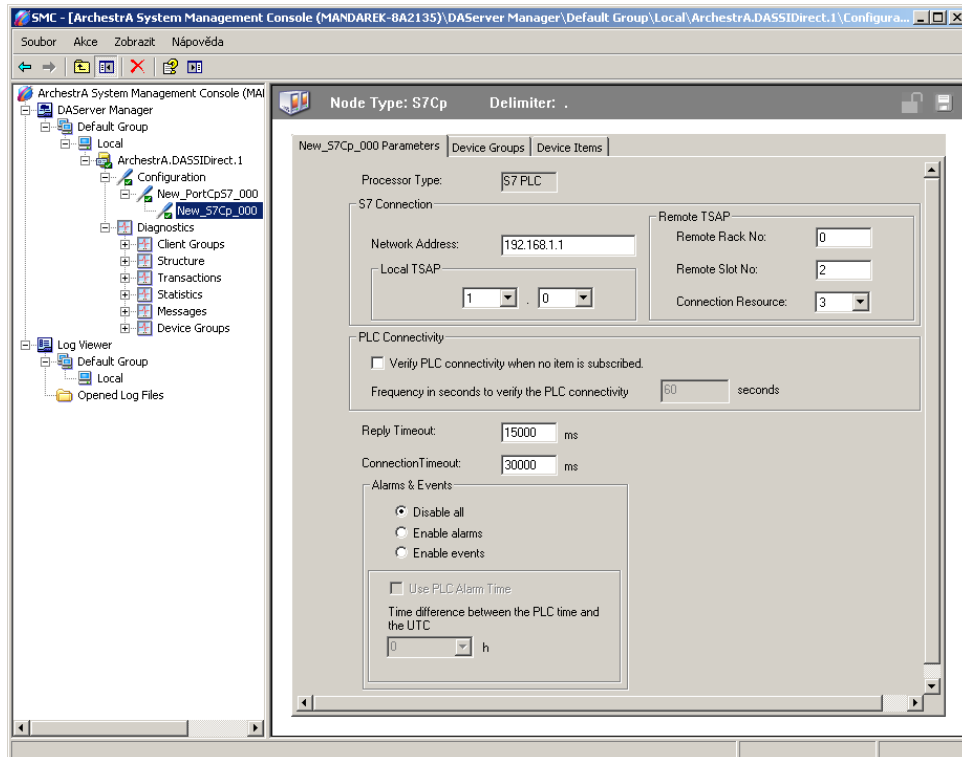 SMC - [ArchestrA System Management Console (MANDAREK-8A2135)\DAServer Manager\Default Group\Local\ArchestrA.DASSIDirect.1\Configura...
Soubor Akce Zobrazit Nápověda
ArchestrA System Management Console (MAI
DAServer Manager
Default Group
Local
ArchestrA.DASSIDirect.1
Configuration
New_PortCpS7_000
New_S7Cp_000
Diagnostics
Client Groups
Structure
Transactions
Statistics
Messages
Device Groups
Log Viewer
Default Group
Local
Opened Log Files
Node Type: S7Cp Delimiter: .
New_S7Cp_000 Parameters Device Groups Device Items
Processor Type: S7 PLC
S7 Connection
Network Address: 192.168.1.1
Local TSAP
1 . 0
Remote TSAP
Remote Rack No: 0
Remote Slot No: 2
Connection Resource: 3
PLC Connectivity
Verify PLC connectivity when no item is subscribed.
Frequency in seconds to verify the PLC connectivity 60 seconds
Reply Timeout: 15000 ms
ConnectionTimeout: 30000 ms
Alarms & Events
Disable all
Enable alarms
Enable events
Use PLC Alarm Time
Time difference between the PLC time and
the UTC
0 h